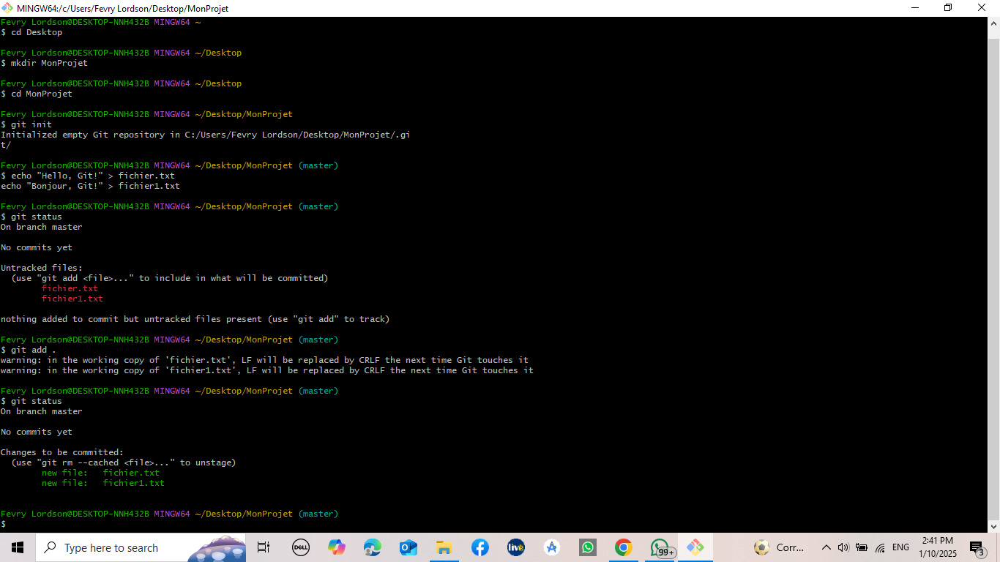 MINGW64:/c/Users/Fevry Lordson/Desktop/MonProjet
Fevry Lordson@DESKTOP-NNH432B MINGW64 ~
$ cd Desktop
Fevry Lordson@DESKTOP-NNH432B MINGW64 ~/Desktop
$ mkdir MonProjet
Fevry Lordson@DESKTOP-NNH432B MINGW64 ~/Desktop
$ cd MonProjet
Fevry Lordson@DESKTOP-NNH432B MINGW64 ~/Desktop/MonProjet
$ git init
Initialized empty Git repository in C:/Users/Fevry Lordson/Desktop/MonProjet/.gi
t/
Fevry Lordson@DESKTOP-NNH432B MINGW64 ~/Desktop/MonProjet (master)
$ echo "Hello, Git!" > fichier.txt
echo "Bonjour, Git!" > fichier1.txt
Fevry Lordson@DESKTOP-NNH432B MINGW64 ~/Desktop/MonProjet (master)
$ git status
On branch master
No commits yet
Untracked files:
(use "git add <file>..." to include in what will be committed)
fichier.txt
fichier1.txt
nothing added to commit but untracked files present (use "git add" to track)
Fevry Lordson@DESKTOP-NNH432B MINGW64 ~/Desktop/MonProjet (master)
$ git add .
warning: in the working copy of 'fichier.txt', LF will be replaced by CRLF the next time Git touches it
warning: in the working copy of 'fichier1.txt', LF will be replaced by CRLF the next time Git touches it
Fevry Lordson@DESKTOP-NNH432B MINGW64 ~/Desktop/MonProjet (master)
$ git status
On branch master
No commits yet
Changes to be committed:
(use "git rm --cached <file>..." to unstage)
new file:   fichier.txt
new file:   fichier1.txt
Fevry Lordson@DESKTOP-NNH432B MINGW64 ~/Desktop/MonProjet (master)
$
Type here to search
DELL
live
99+
Corr...
ENG
2:41 PM
1/10/2025
3